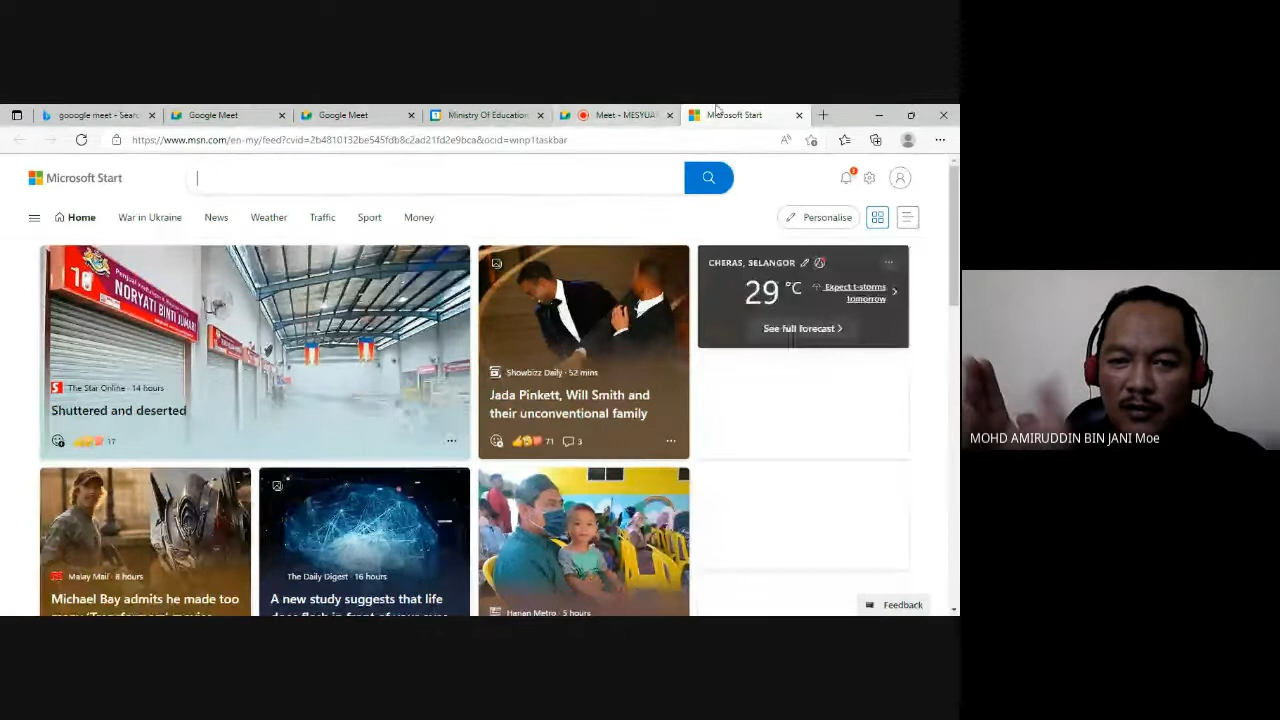 gooogle meet - Sear
Google Meet
Google Meet
Ministry Of Education
Meet - MESYUA
Microsoft Start
https://www.msn.com/en-my/feed?cvid=2b4810132be545fdb8c2ad21fd2e9bca&ocid=winp1taskbar
Microsoft Start
Home
War in Ukraine
News
Weather
Traffic
Sport
Money
Personalise
NORYATI BINTI JUMARI
The Star Online · 14 hours
Shuttered and deserted
17
Showbizz Daily · 52 mins
Jada Pinkett, Will Smith and
their unconventional family
71
3
CHERAS, SELANGOR
29 °C
Expect t-storms
tomorrow
See full forecast
Malay Mail · 8 hours
Michael Bay admits he made too
The Daily Digest · 16 hours
A new study suggests that life
Harian Metro · 5 hours
Feedback
MOHD AMIRUDDIN BIN JANI Moe